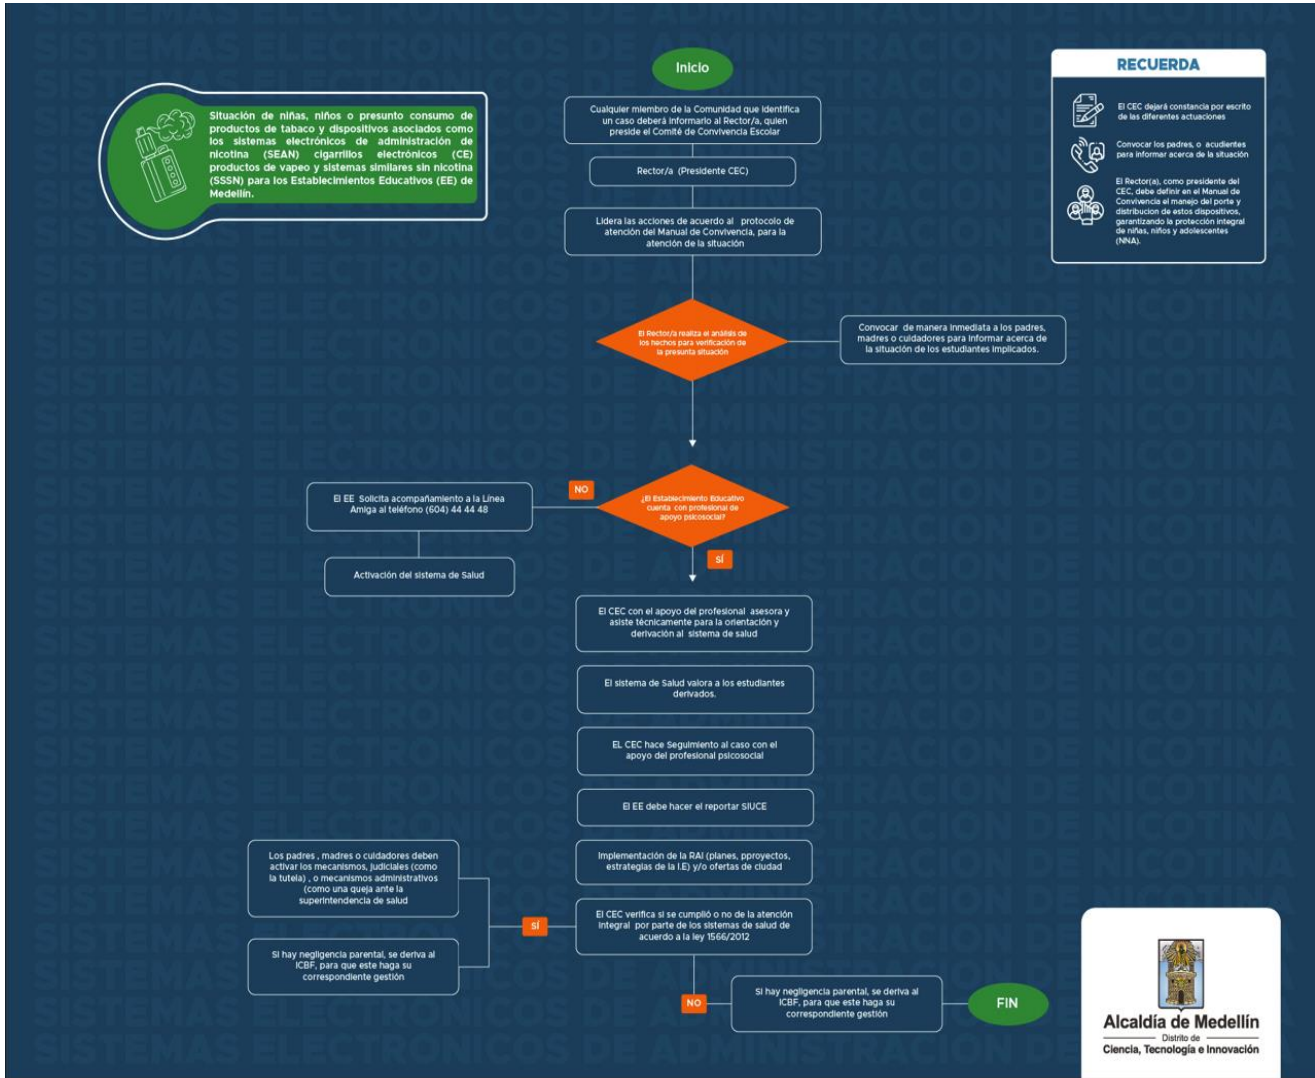 Situación de niñas, niños o presunto consumo de
productos de tabaco y dispositivos asociados como
los sistemas electrónicos de administración de
nicotina (SEAN) cigarrillos electrónicos (CE)
productos de vapeo y sistemas similares sin nicotina
(SSSN) para los Establecimientos Educativos (EE) de
Medellín.
Inicio
Cualquier miembro de la Comunidad que identifica
un caso deberá informarlo al Rector/a, quien
preside el Comité de Convivencia Escolar
Rector/a (Presidente CEC)
Lidera las acciones de acuerdo al protocolo de
atención del Manual de Convivencia, para la
atención de la situación
RECUERDA
El CEC dejará constancia por escrito
de las diferentes actuaciones
Convocar los padres, o acudientes
para informar acerca de la situación
El Rector(a), como presidente del
CEC, debe definir en el Manual de
Convivencia el manejo del porte y
distribucion de estos dispositivos,
garantizando la protección integral
de niñas, niños y adolescentes
(NNA).
El Rector/a realiza el análisis de
los hechos para verificación de
la presunta situación
Convocar de manera inmediata a los padres,
madres o cuidadores para informar acerca de
la situación de los estudiantes implicados.
¿El Establecimiento Educativo
cuenta con profesional de
apoyo psicosocial?
NO
El EE Solicita acompañamiento a la Línea
Amiga al teléfono (604) 44 44 48
Activación del sistema de Salud
SÍ
El CEC con el apoyo del profesional asesora y
asiste técnicamente para la orientación y
derivación al sistema de salud
El sistema de Salud valora a los estudiantes
derivados.
EL CEC hace Seguimiento al caso con el
apoyo del profesional psicosocial
El EE debe hacer el reportar SIUCE
Implementación de la RAI (planes, pproyectos,
estrategias de la I.E) y/o ofertas de ciudad
El CEC verifica si se cumplió o no de la atención
integral por parte de los sistemas de salud de
acuerdo a la ley 1566/2012
SÍ
Los padres , madres o cuidadores deben
activar los mecanismos, judiciales (como
la tutela) , o mecanismos administrativos
(como una queja ante la
superintendencia de salud
Si hay negligencia parental, se deriva al
ICBF, para que este haga su
correspondiente gestión
NO
Si hay negligencia parental, se deriva al
ICBF, para que este haga su
correspondiente gestión
FIN
Alcaldía de Medellín
Distrito de
Ciencia, Tecnología e Innovación